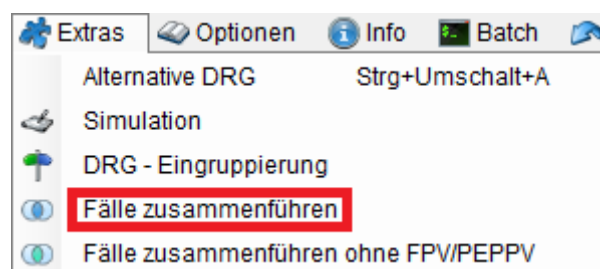 Extras Optionen Info Batch
Alternative DRG Strg+Umschalt+A
Simulation
DRG - Eingruppierung
Fälle zusammenführen
Fälle zusammenführen ohne FPV/PEPPV